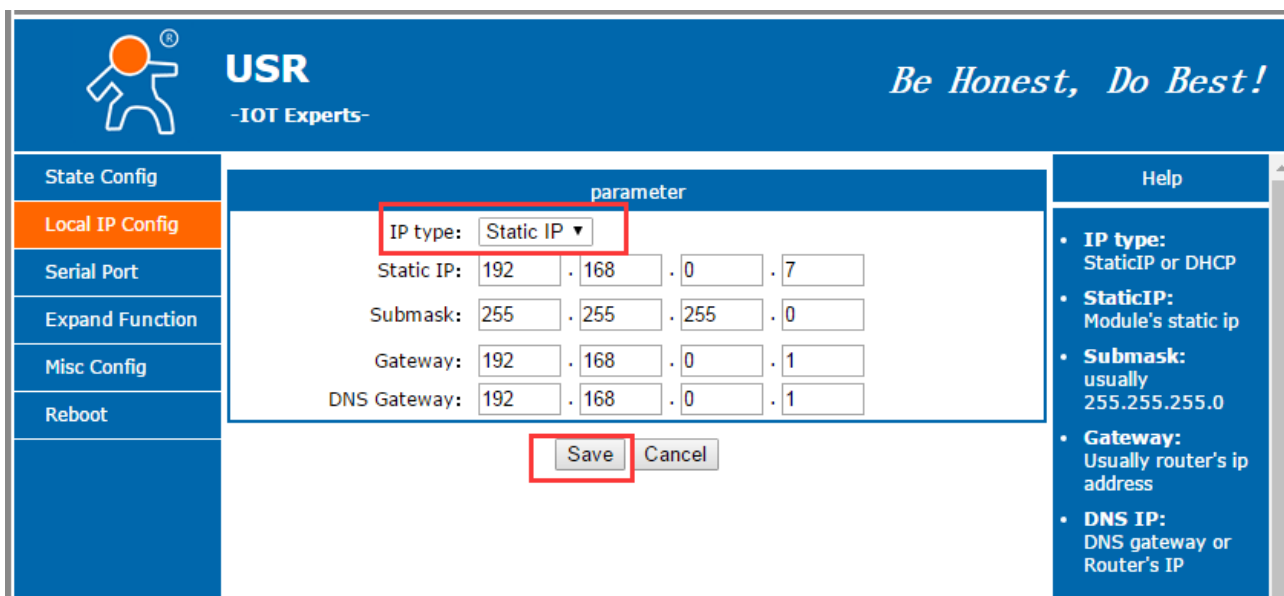 ®
USR
-IOT Experts-
Be Honest, Do Best!
State Config
Local IP Config
Serial Port
Expand Function
Misc Config
Reboot
parameter
IP type: Static IP ▼
Static IP: 192 . 168 . 0 . 7
Submask: 255 . 255 . 255 . 0
Gateway: 192 . 168 . 0 . 1
DNS Gateway: 192 . 168 . 0 . 1
Save Cancel
Help
• IP type:
StaticIP or DHCP
• StaticIP:
Module's static ip
• Submask:
usually
255.255.255.0
• Gateway:
Usually router's ip
address
• DNS IP:
DNS gateway or
Router's IP